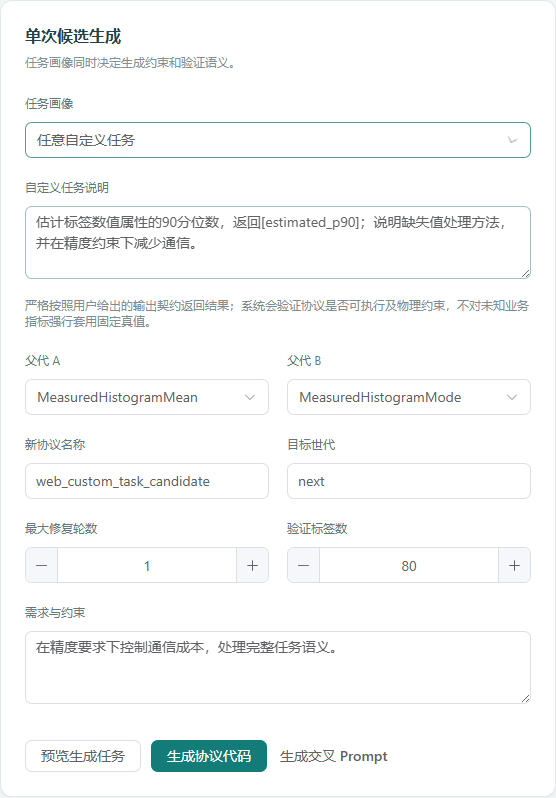 单次候选生成
任务画像同时决定生成约束和验证语义。
任务画像
任意自定义任务
自定义任务说明
估计标签数值属性的90分位数，返回[estimated_p90]；说明缺失值处理方法，
并在精度约束下减少通信。
严格按照用户给出的输出契约返回结果；系统会验证协议是否可执行及物理约束，不对未知业务
指标强行套用固定真值。
父代 A
父代 B
MeasuredHistogramMean
MeasuredHistogramMode
新协议名称
目标世代
web_custom_task_candidate
next
最大修复轮数
验证标签数
— 1 +
— 80 +
需求与约束
在精度要求下控制通信成本，处理完整任务语义。
预览生成任务
生成协议代码
生成交叉 Prompt